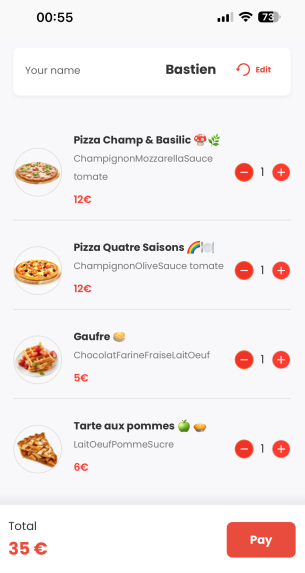 00:55
73
Your name
Bastien
Edit
Pizza Champ & Basilic 🍄🌿
ChampignonMozzarellaSauce
tomate
1
12€
Pizza Quatre Saisons 🌈🍽️
ChampignonOliveSauce tomate
1
12€
Gaufre 🧇
ChocolatFarineFraiseLaitOeuf
1
5€
Tarte aux pommes 🍏 🥧
LaitOeufPommeSucre
1
6€
Total
35 €
Pay